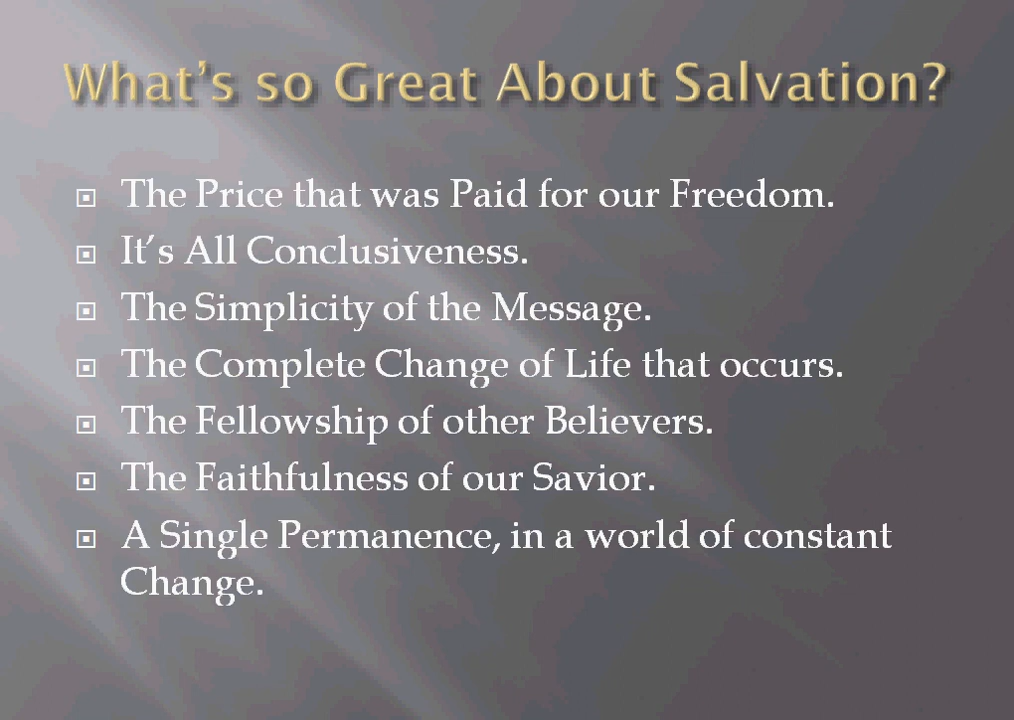 What’s so Great About Salvation?
The Price that was Paid for our Freedom.
It’s All Conclusiveness.
The Simplicity of the Message.
The Complete Change of Life that occurs.
The Fellowship of other Believers.
The Faithfulness of our Savior.
A Single Permanence, in a world of constant
Change.